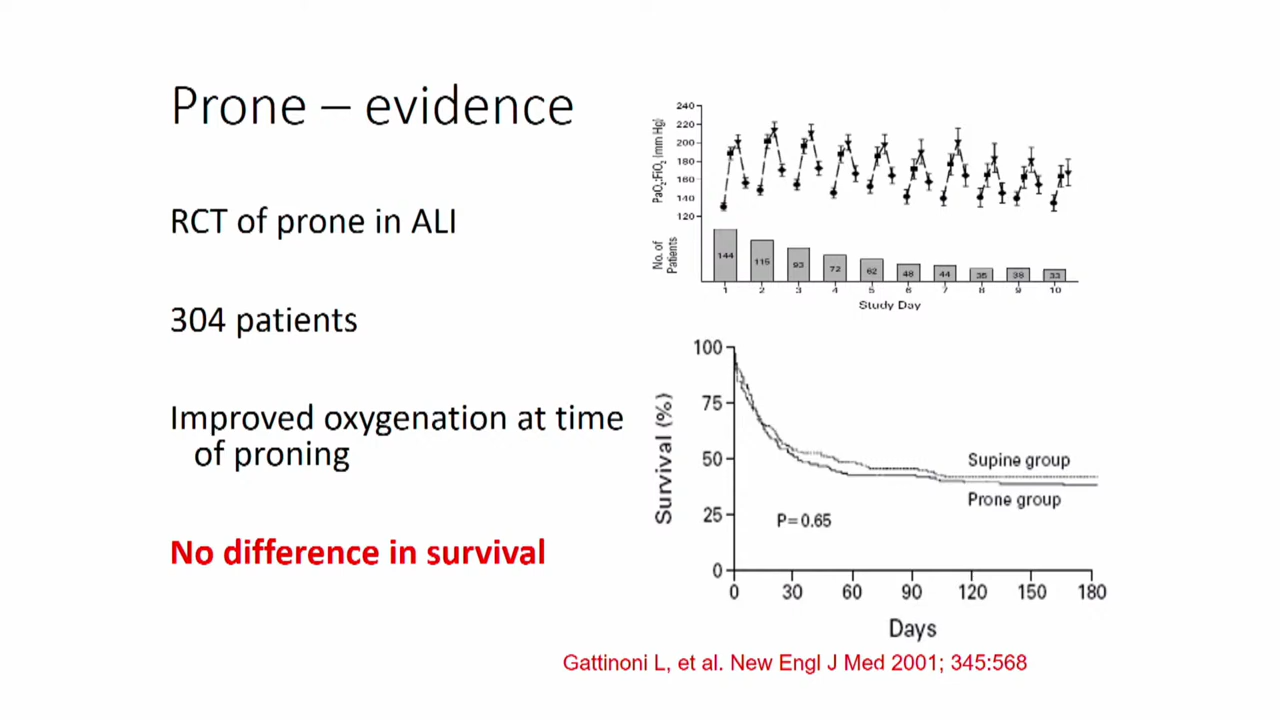 Prone – evidence
RCT of prone in ALI
304 patients
Improved oxygenation at time
of proning
No difference in survival
240
220
200
180
160
140
120
PaO2:FiO2 (mm Hg)
No. of
Patients
144
115
93
72
62
48
44
35
38
33
1 2 3 4 5 6 7 8 9 10
Study Day
100
75
50
25
0
Survival (%)
Supine group
Prone group
P=0.65
0 30 60 90 120 150 180
Days
Gattinoni L, et al. New Engl J Med 2001; 345:568